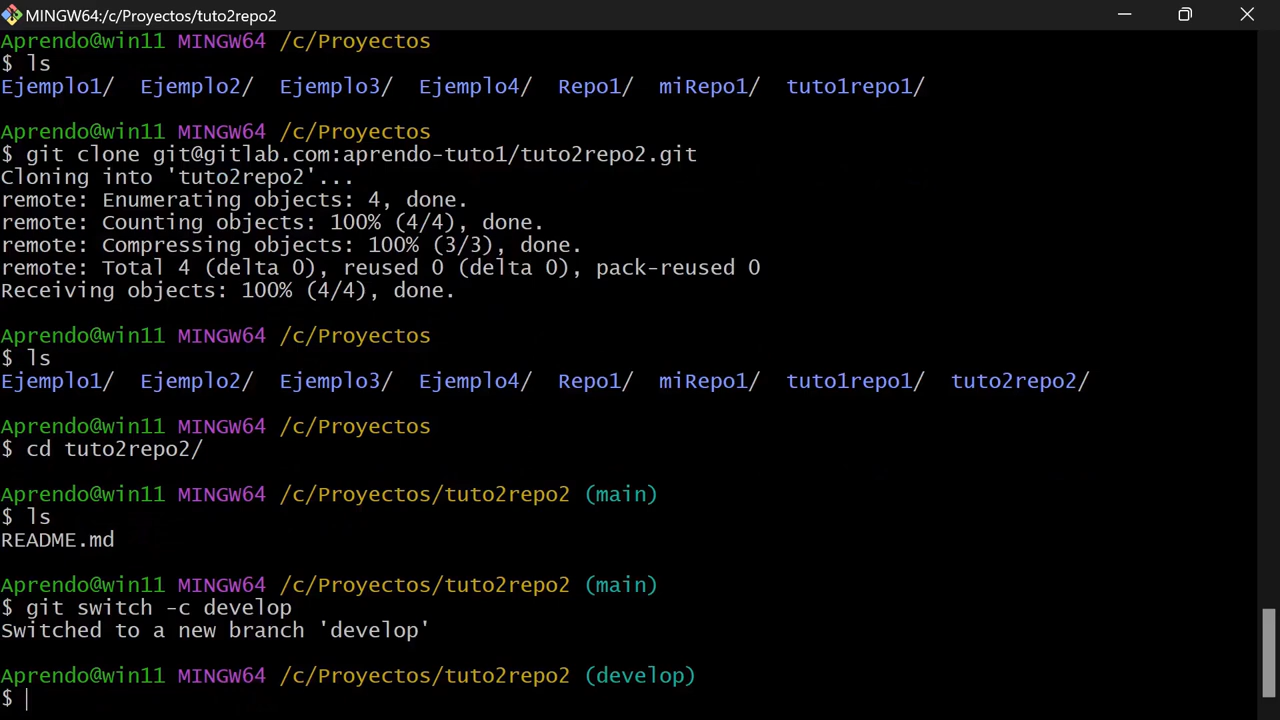 MINGW64:/c/Proyectos/tuto2repo2
Aprendo@win11 MINGW64 /c/Proyectos
$ ls
Ejemplo1/  Ejemplo2/  Ejemplo3/  Ejemplo4/  Repo1/  miRepo1/  tuto1repo1/
Aprendo@win11 MINGW64 /c/Proyectos
$ git clone git@gitlab.com:aprendo-tuto1/tuto2repo2.git
Cloning into 'tuto2repo2'...
remote: Enumerating objects: 4, done.
remote: Counting objects: 100% (4/4), done.
remote: Compressing objects: 100% (3/3), done.
remote: Total 4 (delta 0), reused 0 (delta 0), pack-reused 0
Receiving objects: 100% (4/4), done.
Aprendo@win11 MINGW64 /c/Proyectos
$ ls
Ejemplo1/  Ejemplo2/  Ejemplo3/  Ejemplo4/  Repo1/  miRepo1/  tuto1repo1/  tuto2repo2/
Aprendo@win11 MINGW64 /c/Proyectos
$ cd tuto2repo2/
Aprendo@win11 MINGW64 /c/Proyectos/tuto2repo2 (main)
$ ls
README.md
Aprendo@win11 MINGW64 /c/Proyectos/tuto2repo2 (main)
$ git switch -c develop
Switched to a new branch 'develop'
Aprendo@win11 MINGW64 /c/Proyectos/tuto2repo2 (develop)
$